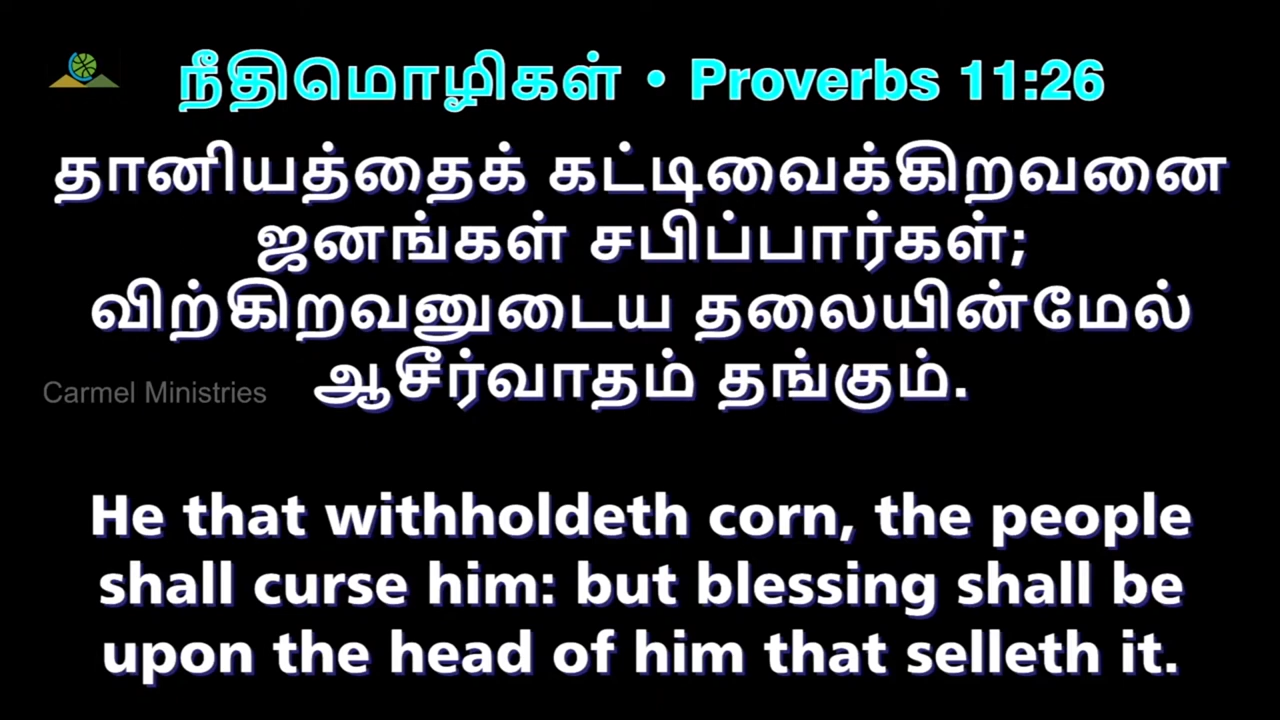 நீதிமொழிகள் • Proverbs 11:26
தானியத்தைக் கட்டிவைக்கிறவனை
ஜனங்கள் சபிப்பார்கள்;
விற்கிறவனுடைய தலையின்மேல்
ஆசீர்வாதம் தங்கும்.
Carmel Ministries
He that withholdeth corn, the people
shall curse him: but blessing shall be
upon the head of him that selleth it.